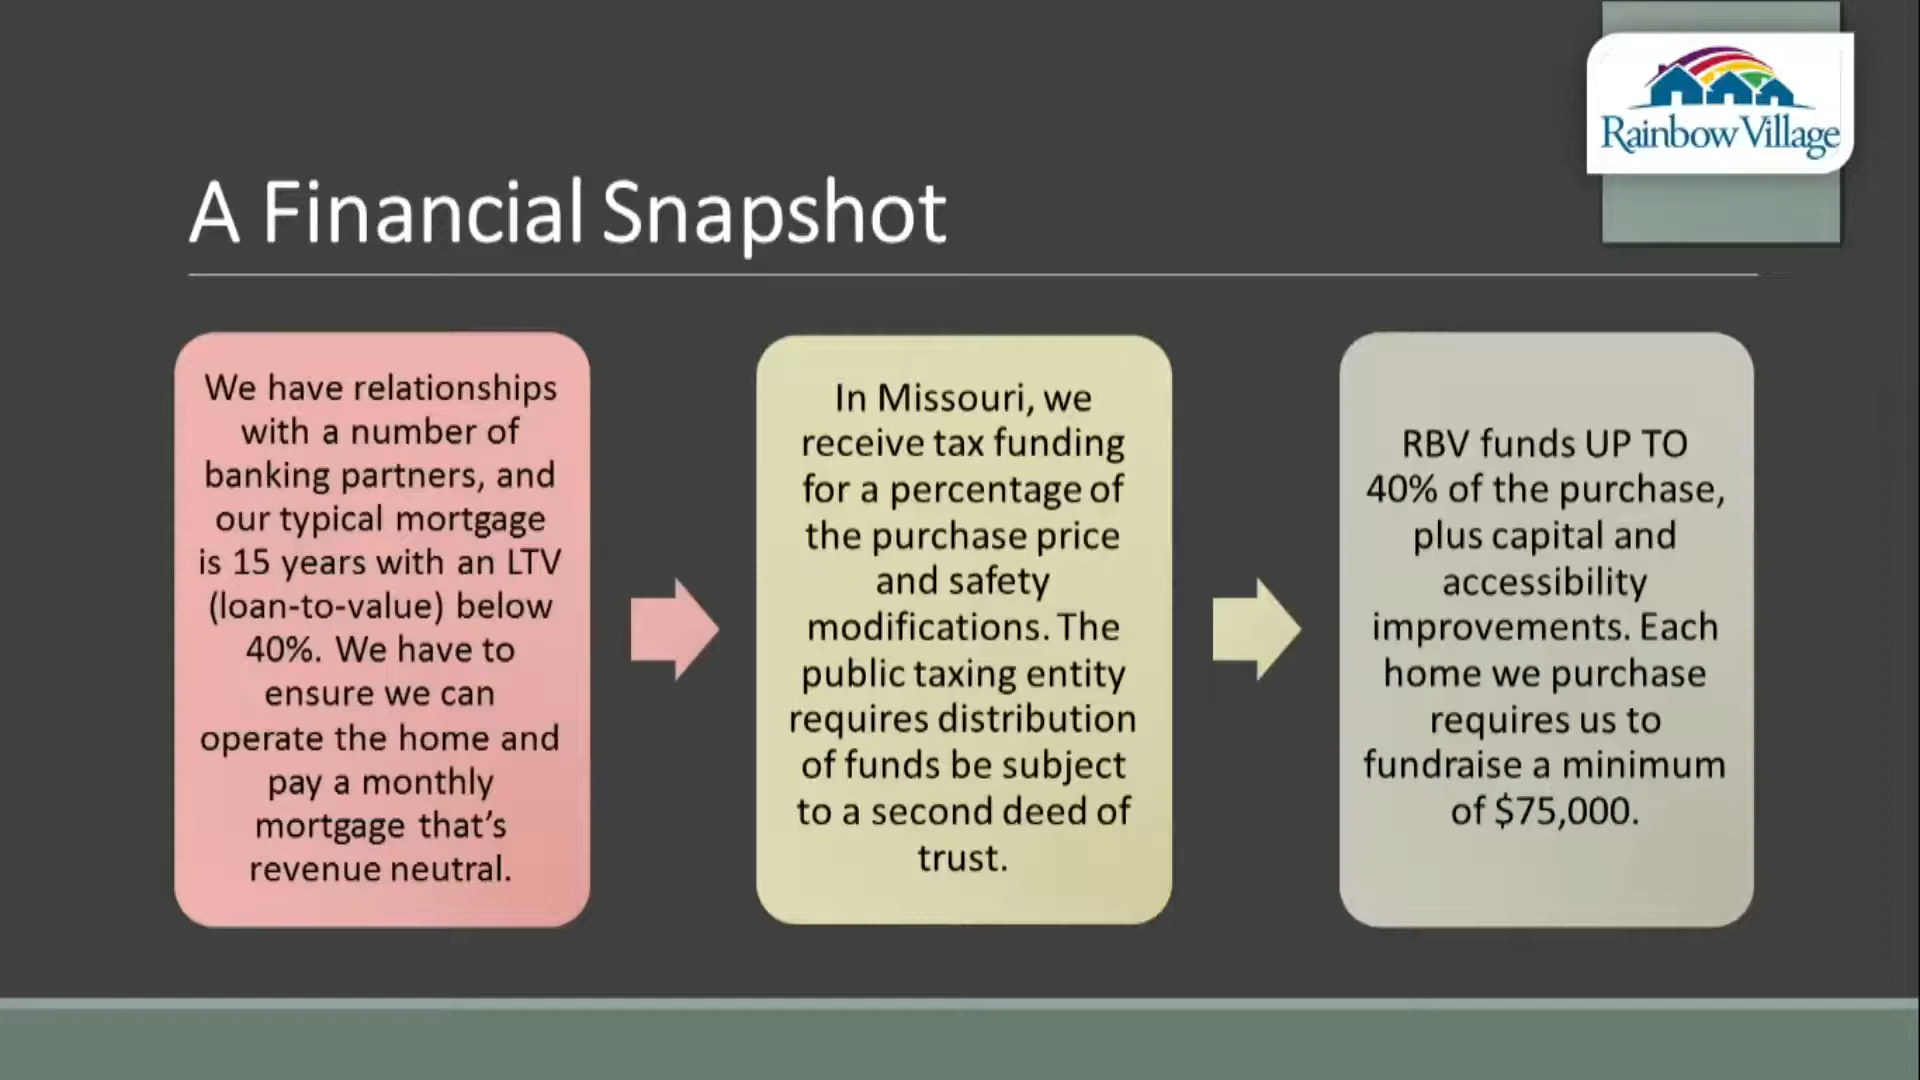 Rainbow Village
A Financial Snapshot
We have relationships
with a number of
banking partners, and
our typical mortgage
is 15 years with an LTV
(loan-to-value) below
40%. We have to
ensure we can
operate the home and
pay a monthly
mortgage that’s
revenue neutral.
In Missouri, we
receive tax funding
for a percentage of
the purchase price
and safety
modifications. The
public taxing entity
requires distribution
of funds be subject
to a second deed of
trust.
RBV funds UP TO
40% of the purchase,
plus capital and
accessibility
improvements. Each
home we purchase
requires us to
fundraise a minimum
of $75,000.